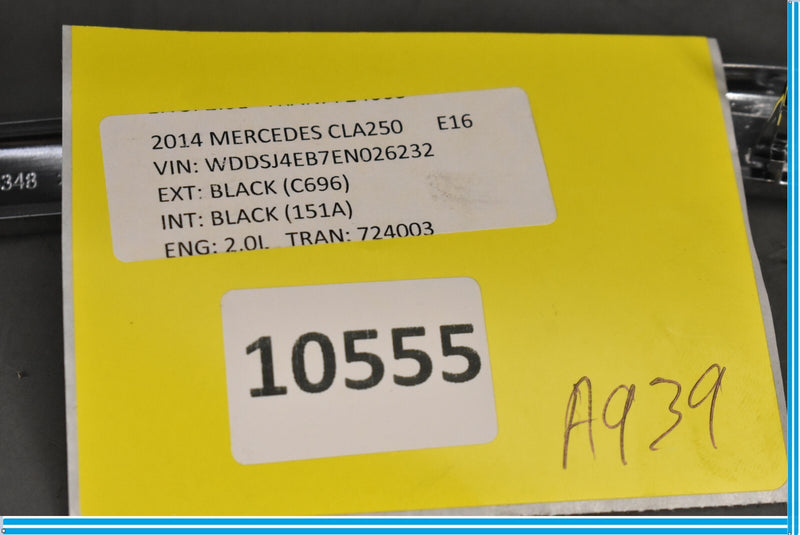 348
2014 MERCEDES CLA250 E16
VIN: WDDSJ4EB7EN026232
EXT: BLACK (C696)
INT: BLACK (151A)
ENG: 2.0L TRAN: 724003
10555
A939